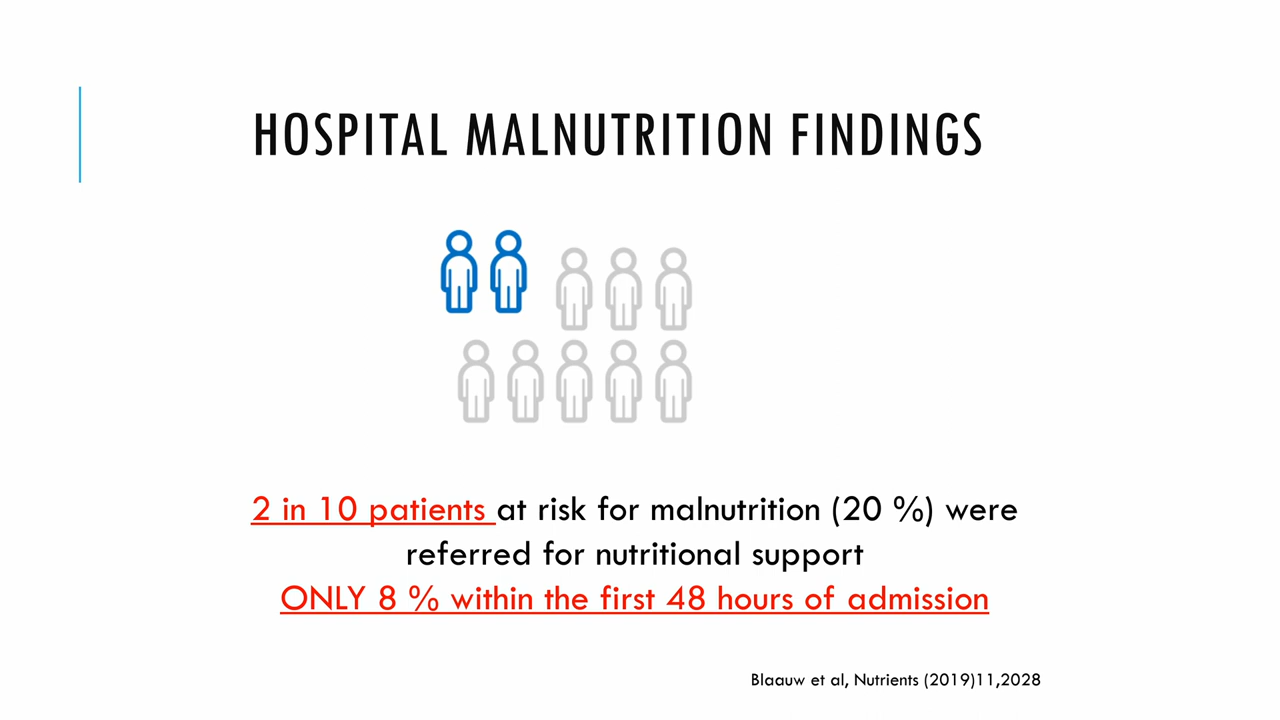 HOSPITAL MALNUTRITION FINDINGS
2 in 10 patients at risk for malnutrition (20 %) were
referred for nutritional support
ONLY 8 % within the first 48 hours of admission
Blaauw et al, Nutrients (2019)11,2028